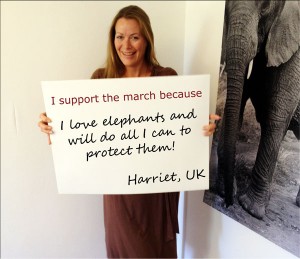 I support the march because
I love elephants and
will do all I can to
protect them!
Harriet, UK